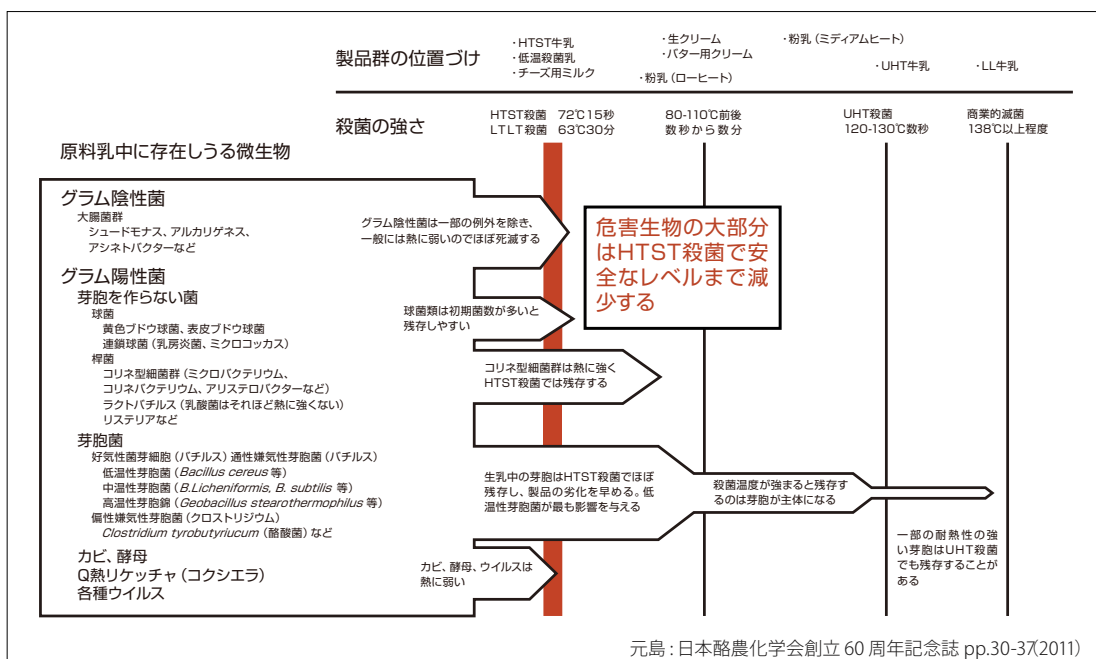 製品群の位置づけ
・HTST牛乳
・低温殺菌乳
・チーズ用ミルク
・生クリーム
・バター用クリーム
・粉乳（ローヒート）
・粉乳（ミディアムヒート）
・UHT牛乳
・LL牛乳
殺菌の強さ
HTST殺菌 72℃15秒
LTLT殺菌 63℃30分
80-110℃前後
数秒から数分
UHT殺菌
120-130℃数秒
商業的滅菌
138℃以上程度
原料乳中に存在しうる微生物
グラム陰性菌
大腸菌群
シュードモナス、アルカリゲネス、
アシネトバクターなど
グラム陰性菌は一部の例外を除き、
一般には熱に弱いのでほぼ死滅する
危害生物の大部分
はHTST殺菌で安
全なレベルまで減
少する
グラム陽性菌
芽胞を作らない菌
球菌
黄色ブドウ球菌、表皮ブドウ球菌
連鎖球菌（乳房炎菌、ミクロコッカス）
球菌類は初期菌数が多いと
残存しやすい
桿菌
コリネ型細菌群（ミクロバクテリウム、
コリネバクテリウム、アリステロバクターなど）
ラクトバチルス（乳酸菌はそれほど熱に強くない）
リステリアなど
コリネ型細菌群は熱に強く
HTST殺菌では残存する
芽胞菌
好気性菌芽細胞（バチルス）通性嫌気性芽胞菌（バチルス）
低温性芽胞菌（Bacillus cereus 等）
中温性芽胞菌（B.Licheniformis, B. subtilis 等）
高温性芽胞錦（Geobacillus stearothermophilus 等）
偏性嫌気性芽胞菌（クロストリジウム）
Clostridium tyrobutyriucum（酪酸菌）など
生乳中の芽胞はHTST殺菌でほぼ
残存し、製品の劣化を早める。低
温性芽胞菌が最も影響を与える
殺菌温度が強まると残存す
るのは芽胞が主体になる
一部の耐熱性の強
い芽胞はUHT殺菌
でも残存することが
ある
カビ、酵母
Q熱リケッチャ（コクシエラ）
各種ウイルス
カビ、酵母、ウイルスは
熱に弱い
元島：日本酪農化学会創立 60 周年記念誌 pp.30-37(2011)